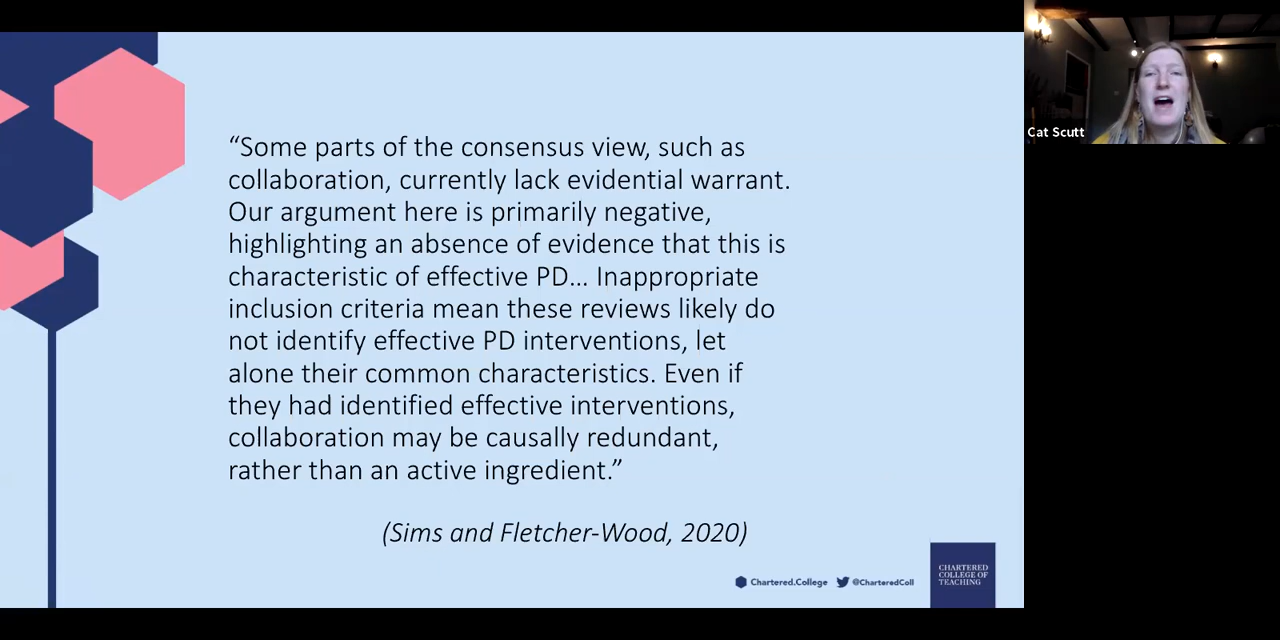 “Some parts of the consensus view, such as
collaboration, currently lack evidential warrant.
Our argument here is primarily negative,
highlighting an absence of evidence that this is
characteristic of effective PD... Inappropriate
inclusion criteria mean these reviews likely do
not identify effective PD interventions, let
alone their common characteristics. Even if
they had identified effective interventions,
collaboration may be causally redundant,
rather than an active ingredient.”
(Sims and Fletcher-Wood, 2020)
Chartered.College @CharteredColl
CHARTERED
COLLEGE OF
TEACHING
Cat Scutt